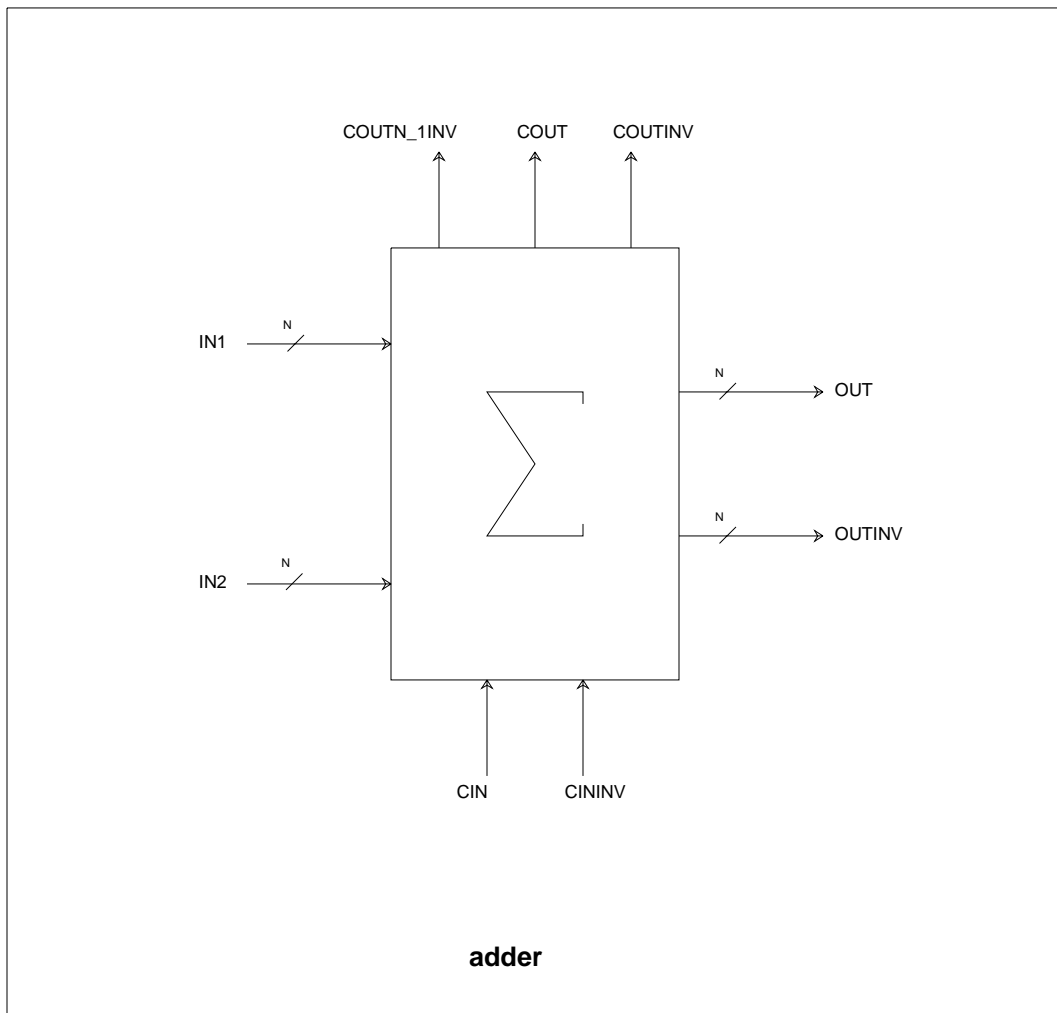 COUTN_1INV COUT COUTINV
N
IN1
N
OUT
N
OUTINV
N
IN2
CIN CININV
adder